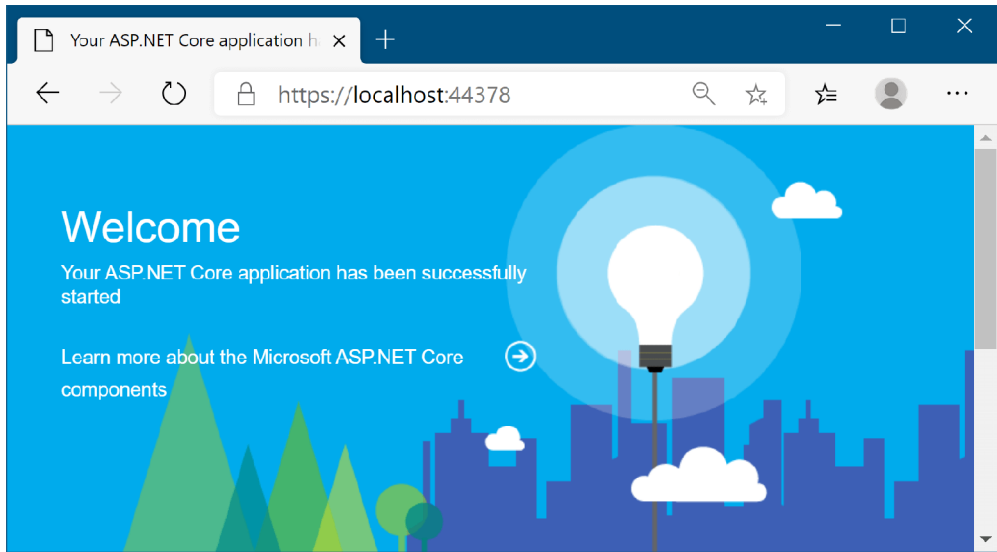 Your ASP.NET Core application h
https://localhost:44378
Welcome
Your ASP.NET Core application has been successfully
started
Learn more about the Microsoft ASP.NET Core
components